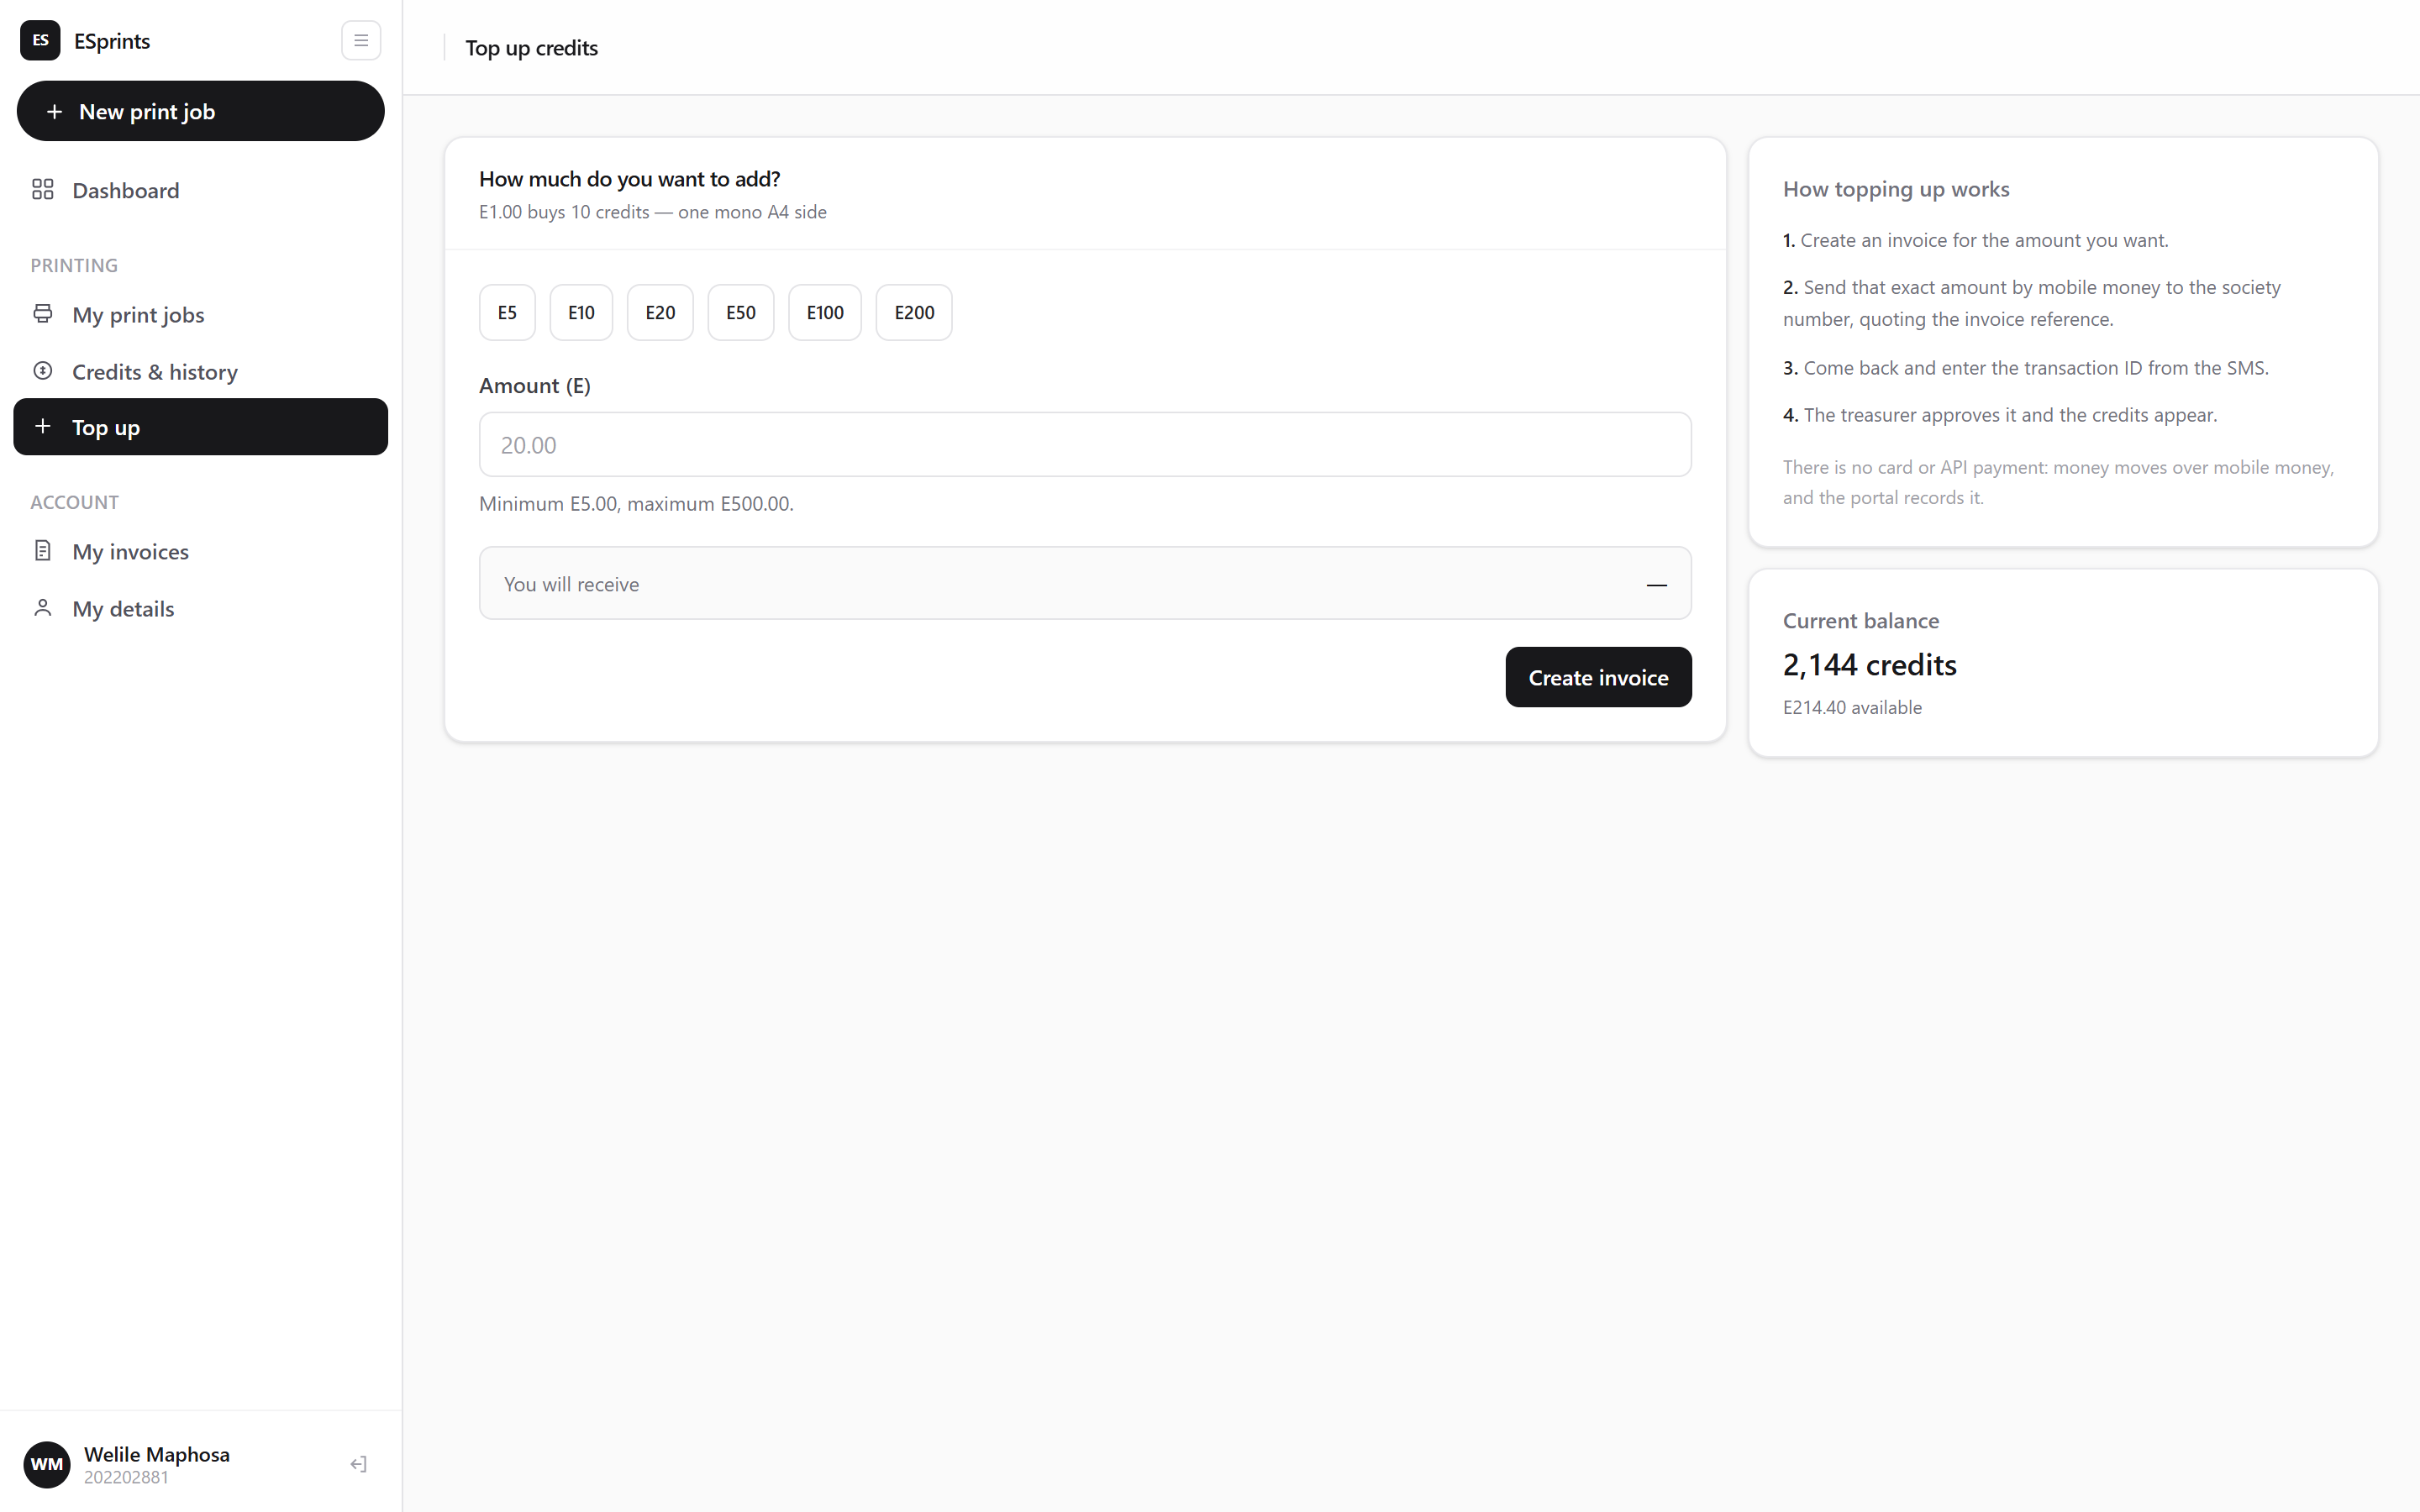 ES
ESprints
New print job
Dashboard
PRINTING
My print jobs
Credits & history
Top up
ACCOUNT
My invoices
My details
WM
Welile Maphosa
202202881
Top up credits
How much do you want to add?
E1.00 buys 10 credits — one mono A4 side
E5
E10
E20
E50
E100
E200
Amount (E)
20.00
Minimum E5.00, maximum E500.00.
You will receive
—
Create invoice
How topping up works
1. Create an invoice for the amount you want.
2. Send that exact amount by mobile money to the society
number, quoting the invoice reference.
3. Come back and enter the transaction ID from the SMS.
4. The treasurer approves it and the credits appear.
There is no card or API payment: money moves over mobile money,
and the portal records it.
Current balance
2,144 credits
E214.40 available